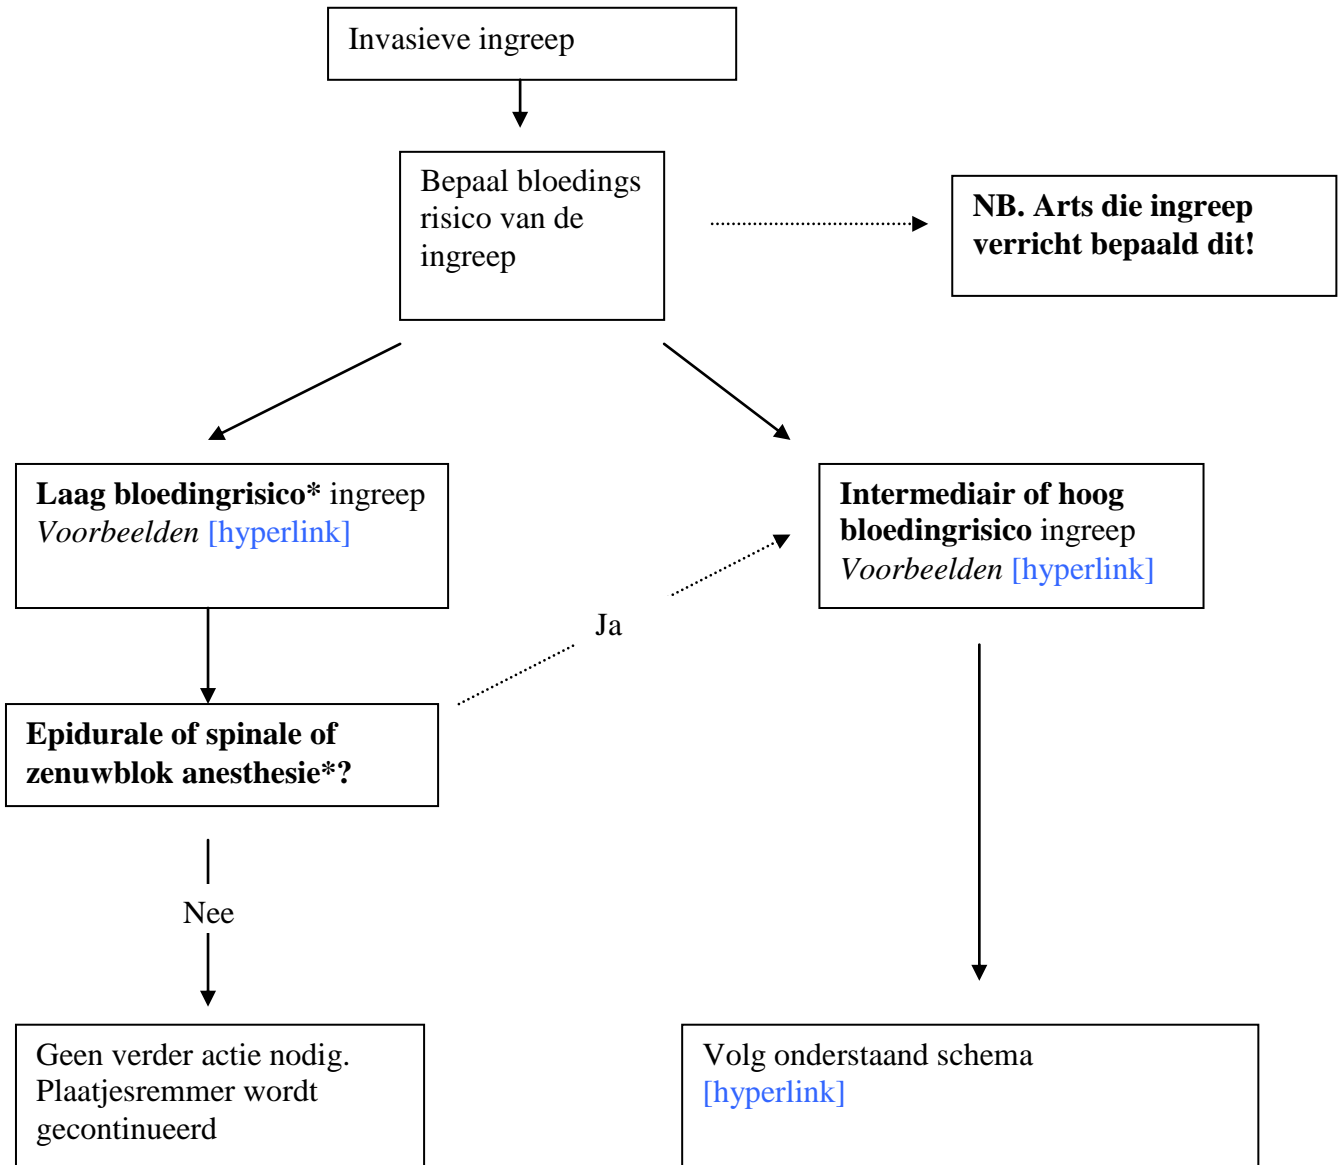 Invasieve ingreep
Bepaal bloedings
risico van de
ingreep
NB. Arts die ingreep
verricht bepaald dit!
Laag bloedingrisico* ingreep
Voorbeelden [hyperlink]
Intermediair of hoog
bloedingrisico ingreep
Voorbeelden [hyperlink]
Ja
Epidurale of spinale of
zenuwblok anesthesie*?
Nee
Geen verder actie nodig.
Plaatjesremmer wordt
gecontinueerd
Volg onderstaand schema
[hyperlink]